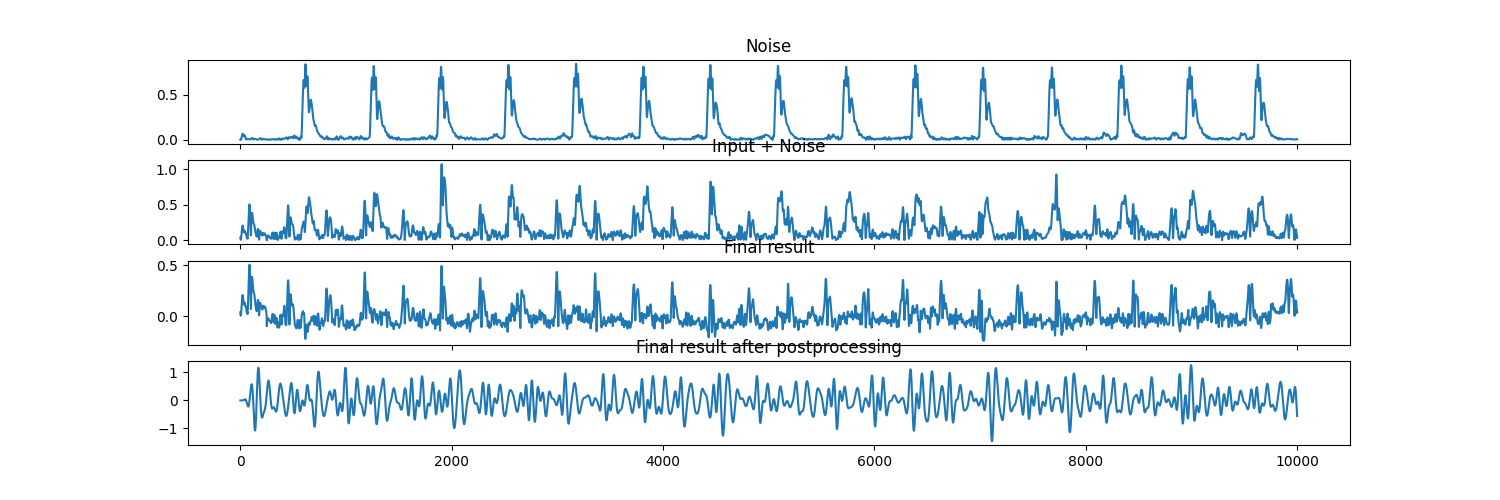 Noise
0.5
0.0
Input + Noise
1.0
0.5
0.0
Final result
0.5
0.0
Final result after postprocessing
1
0
−1
0 2000 4000 6000 8000 10000